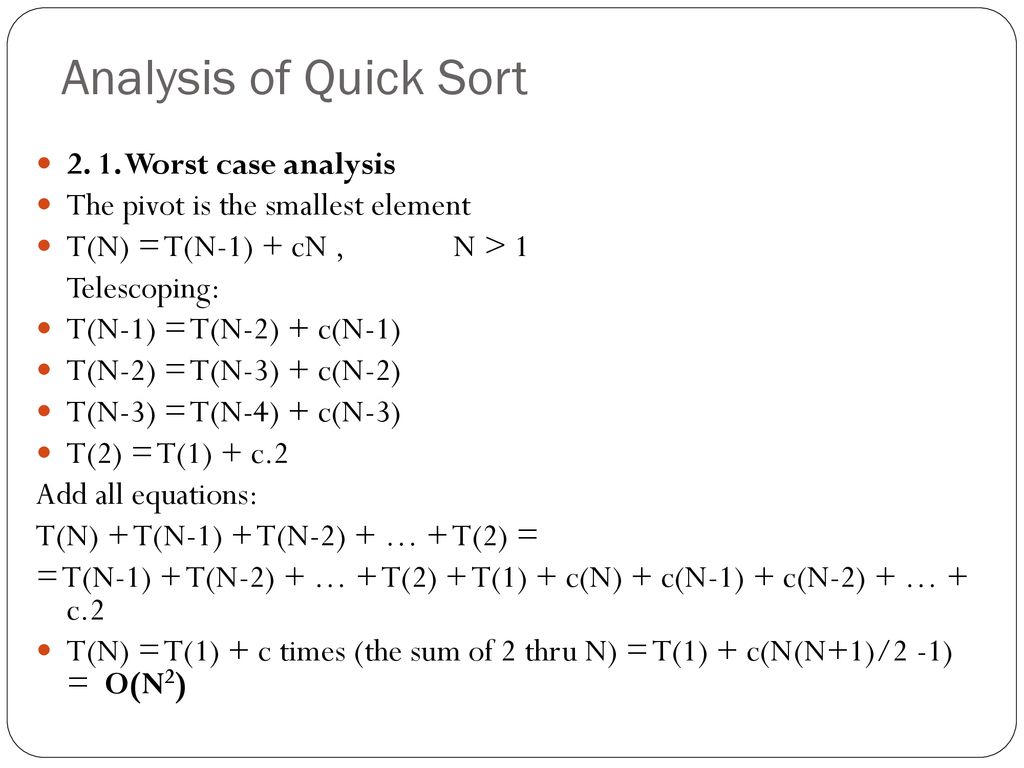 Analysis of Quick Sort
• 2. 1. Worst case analysis
• The pivot is the smallest element
• T(N) = T(N-1) + cN , N > 1
Telescoping:
• T(N-1) = T(N-2) + c(N-1)
• T(N-2) = T(N-3) + c(N-2)
• T(N-3) = T(N-4) + c(N-3)
• T(2) = T(1) + c.2
Add all equations:
T(N) + T(N-1) + T(N-2) + … + T(2) =
= T(N-1) + T(N-2) + … + T(2) + T(1) + c(N) + c(N-1) + c(N-2) + … +
c.2
• T(N) = T(1) + c times (the sum of 2 thru N) = T(1) + c(N(N+1)/2 -1)
= O(N²)